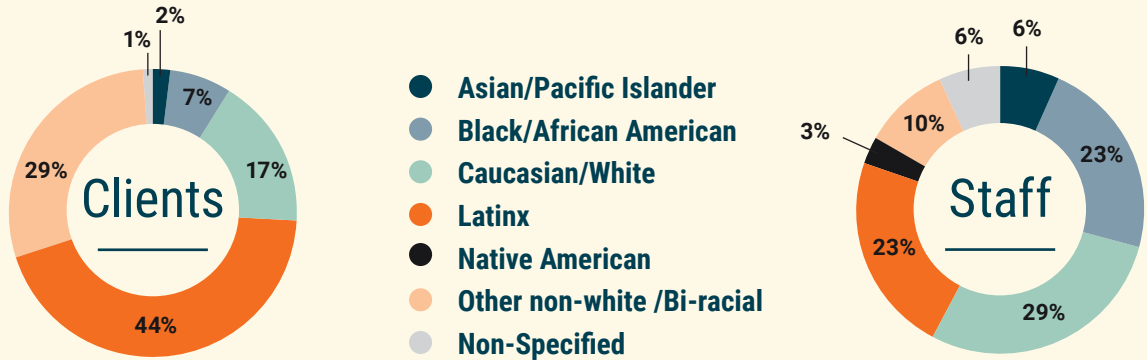 2%
1%
7%
17%
29%
44%
Clients
Asian/Pacific Islander
Black/African American
Caucasian/White
Latinx
Native American
Other non-white /Bi-racial
Non-Specified
6%
6%
3%
10%
23%
23%
29%
Staff